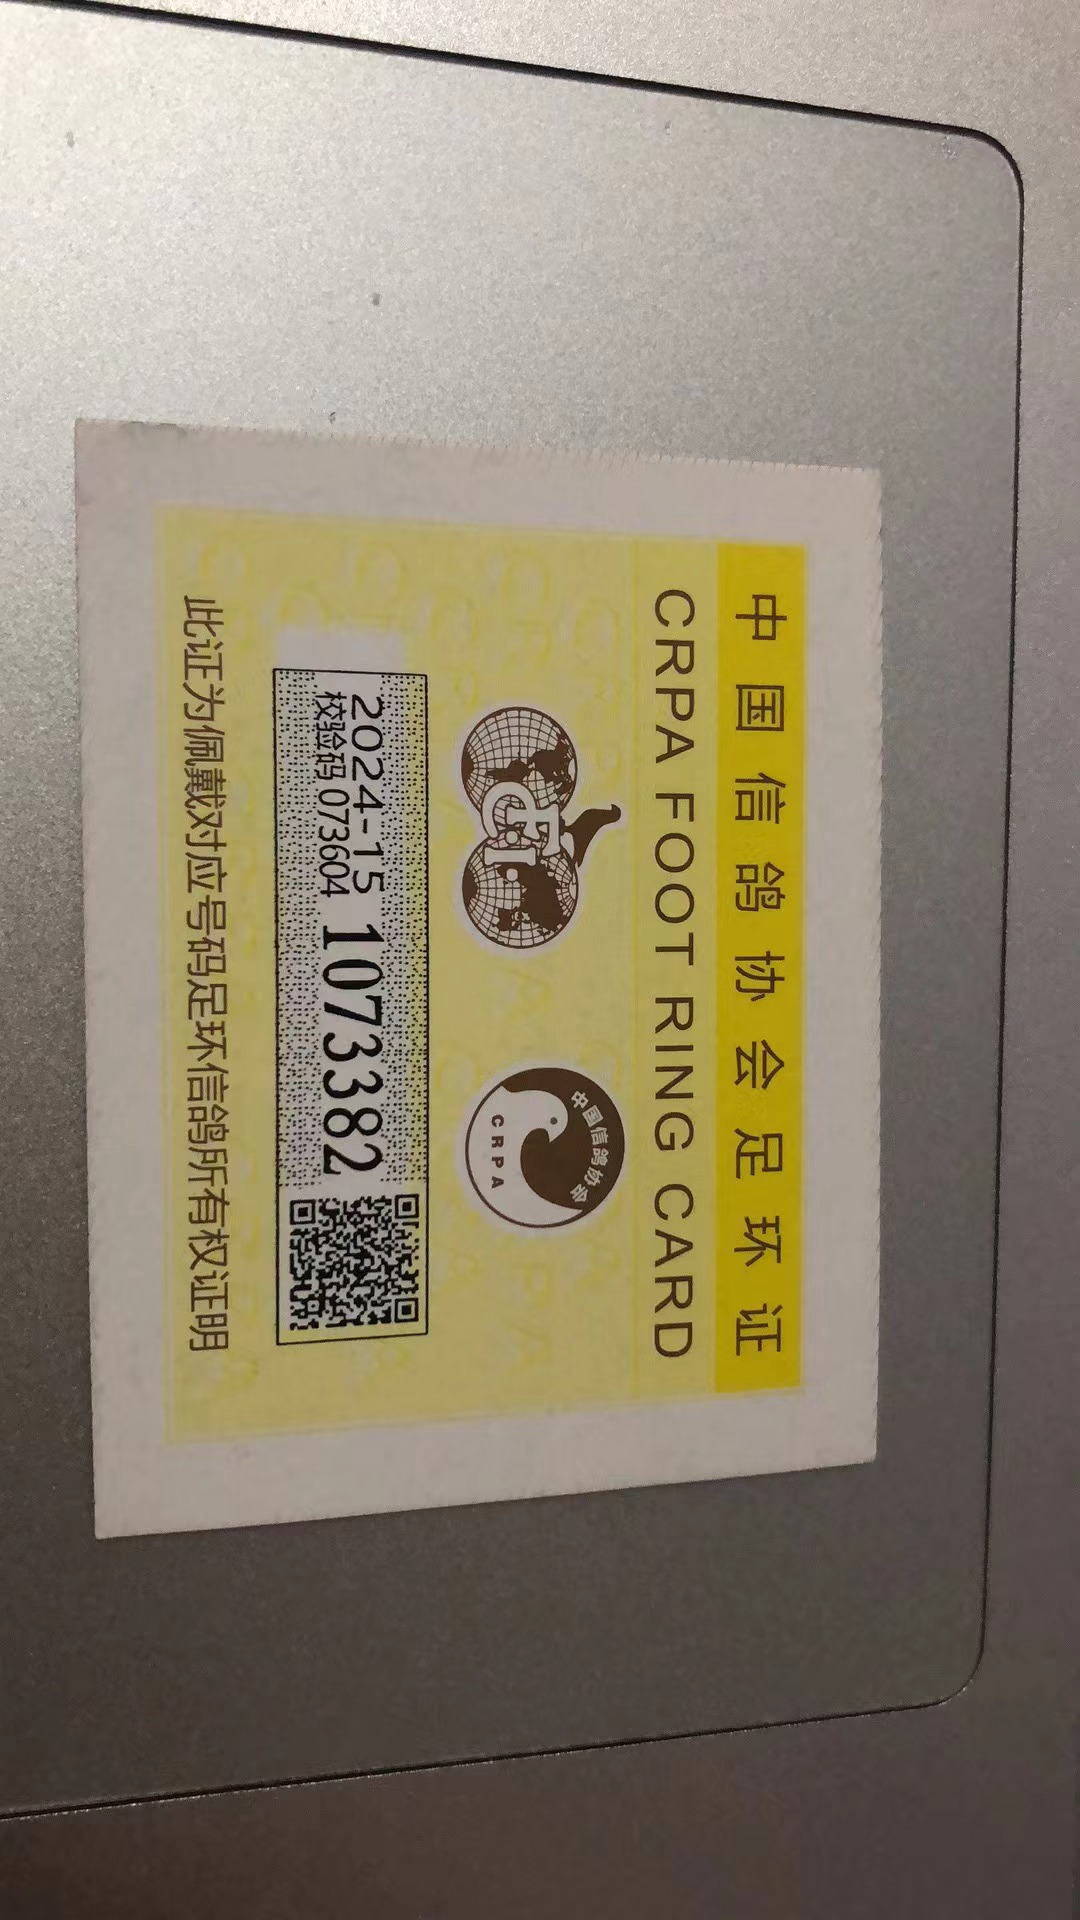 中国信鸽协会足环证
CRPA FOOT RING CARD
FCI
中国信鸽协会
CRPA
2024-15 1073382
校验码 073604
此证为佩戴对应号码足环信鸽所有权证明